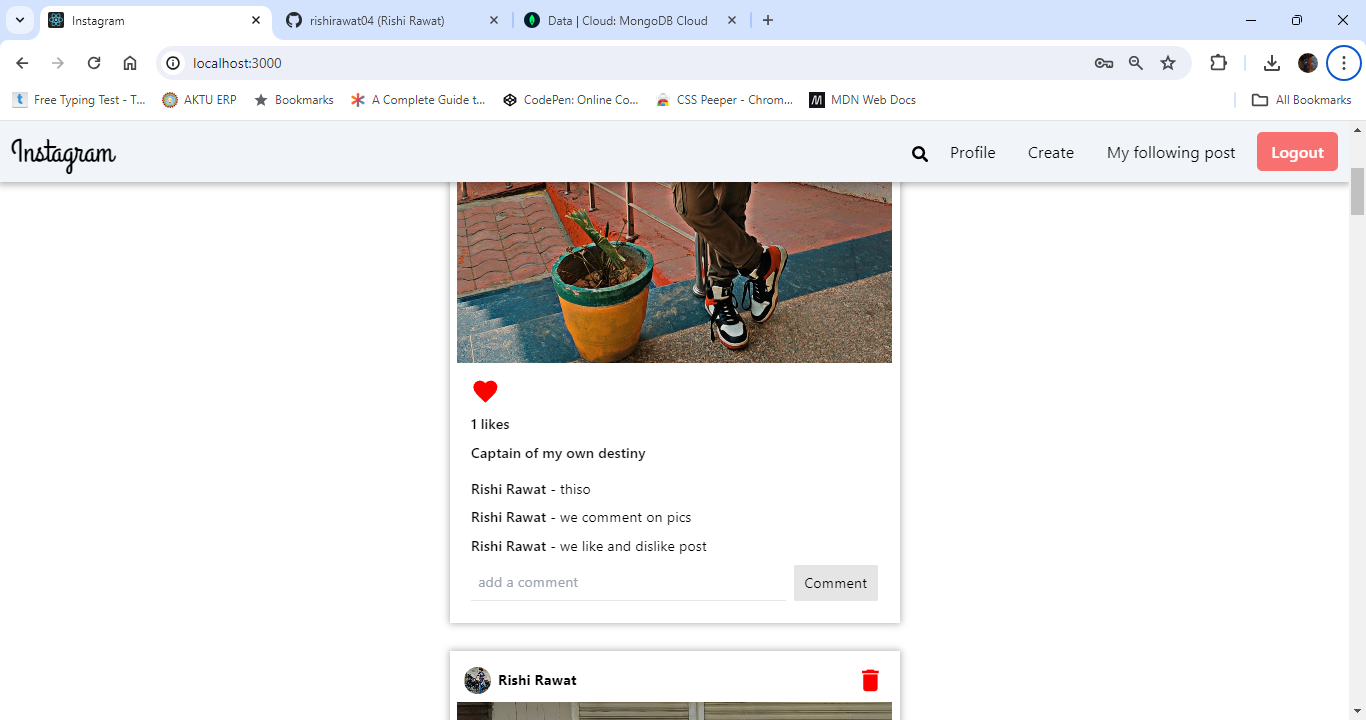 Instagram
rishirawat04 (Rishi Rawat)
Data | Cloud: MongoDB Cloud
localhost:3000
Free Typing Test - T...
AKTU ERP
Bookmarks
A Complete Guide t...
CodePen: Online Co...
CSS Peeper - Chrom...
MDN Web Docs
All Bookmarks
Instagram
Profile
Create
My following post
Logout
1 likes
Captain of my own destiny
Rishi Rawat - thiso
Rishi Rawat - we comment on pics
Rishi Rawat - we like and dislike post
add a comment
Comment
Rishi Rawat